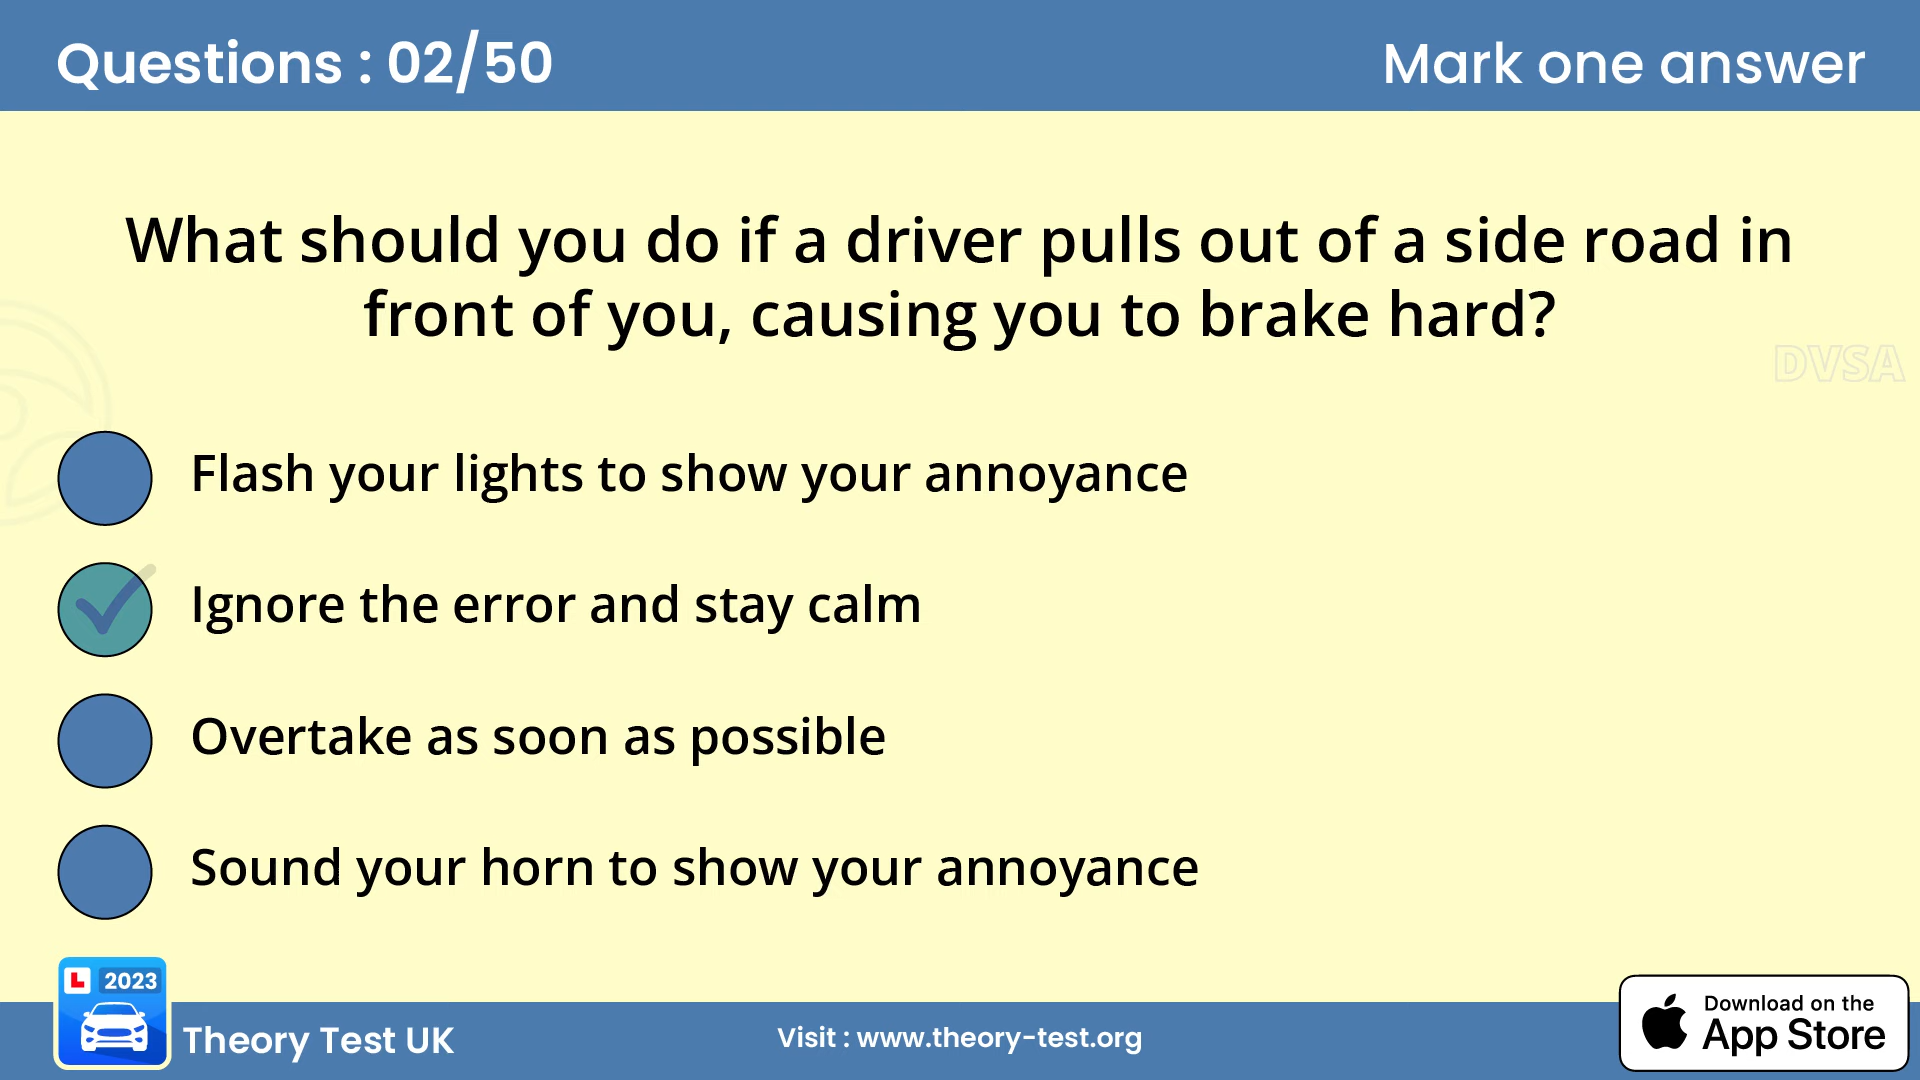 Questions : 02/50
Mark one answer
What should you do if a driver pulls out of a side road in
front of you, causing you to brake hard?
DVSA
Flash your lights to show your annoyance
Ignore the error and stay calm
Overtake as soon as possible
Sound your horn to show your annoyance
L 2023
Theory Test UK
Visit : www.theory-test.org
Download on the
App Store